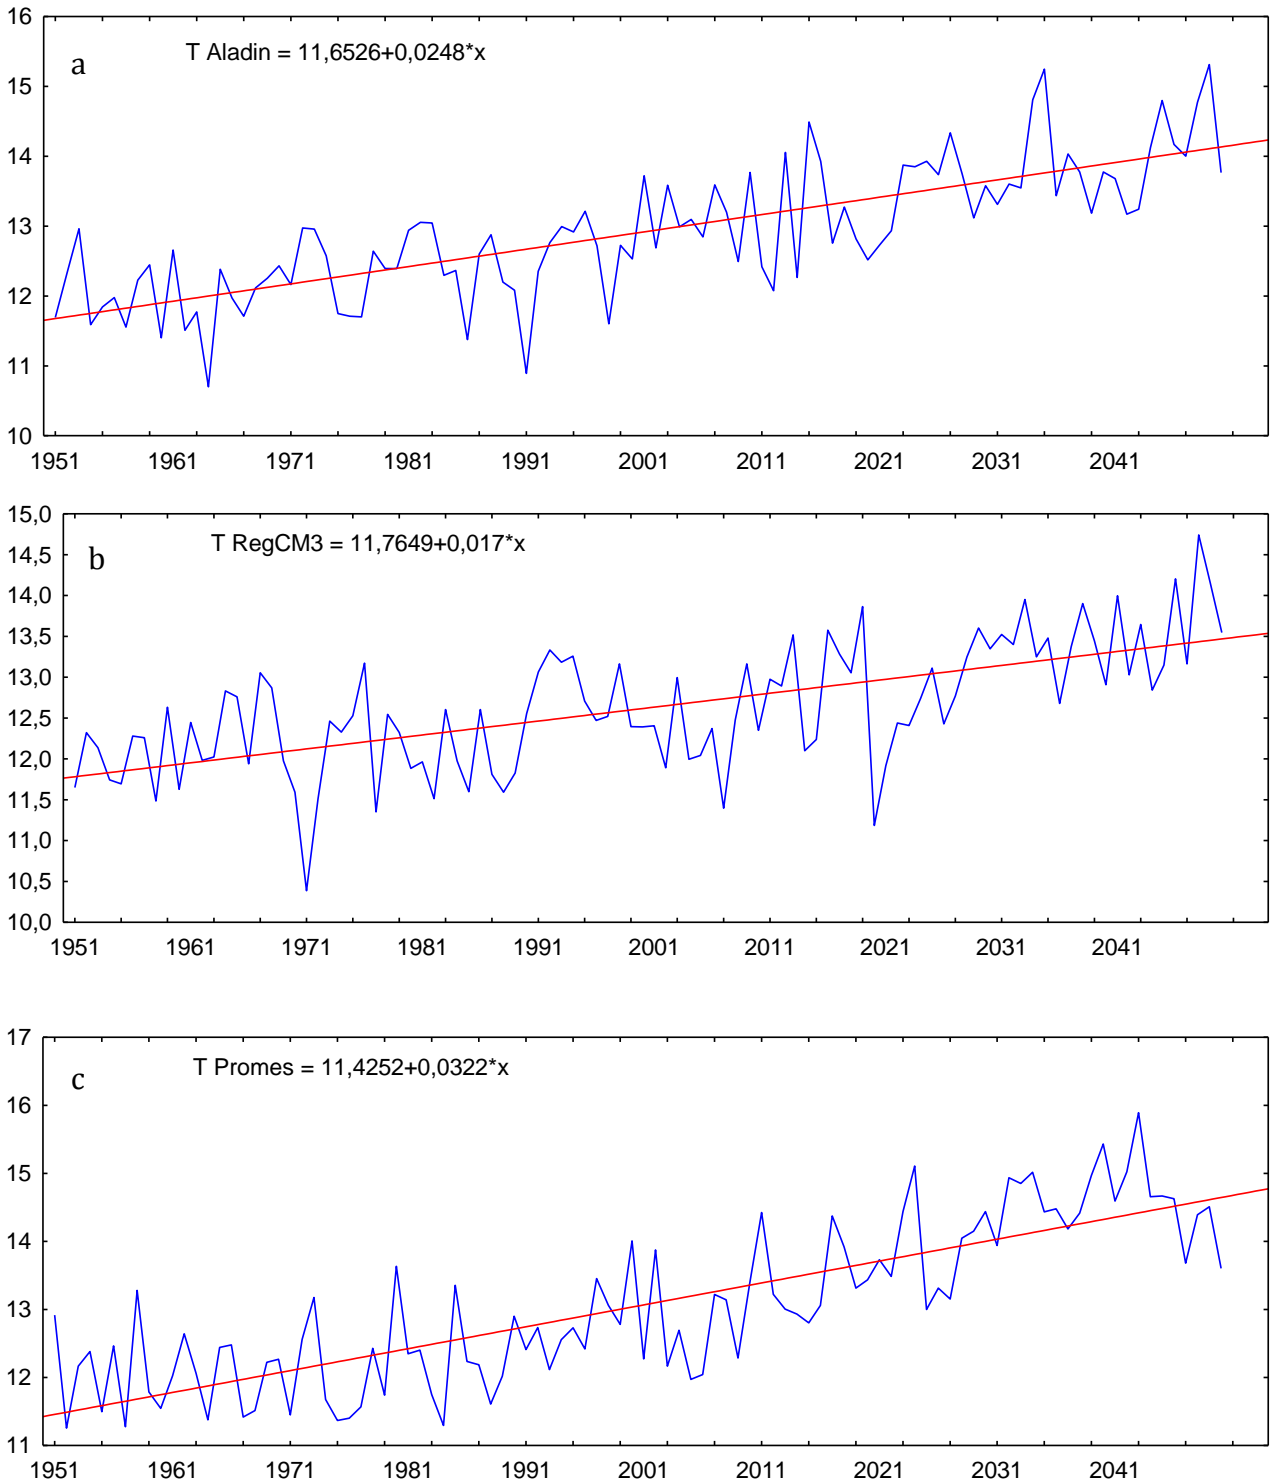 16
a
T Aladin = 11,6526+0,0248*x
15
14
13
12
11
10
1951 1961 1971 1981 1991 2001 2011 2021 2031 2041
15,0
b
T RegCM3 = 11,7649+0,017*x
14,5
14,0
13,5
13,0
12,5
12,0
11,5
11,0
10,5
10,0
1951 1961 1971 1981 1991 2001 2011 2021 2031 2041
17
c
T Promes = 11,4252+0,0322*x
16
15
14
13
12
11
1951 1961 1971 1981 1991 2001 2011 2021 2031 2041